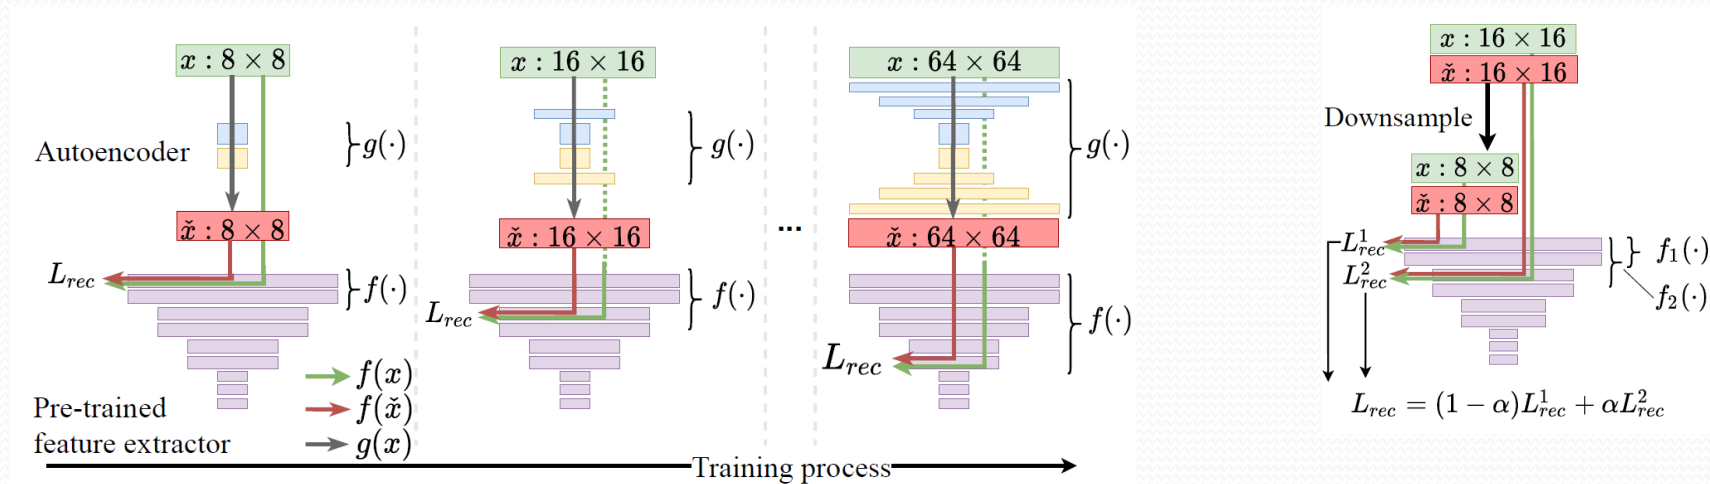 x : 8 × 8
Autoencoder
}g(·)
x̌ : 8 × 8
L_rec
}f(·)
f(x)
f(x̌)
g(x)
Pre-trained
feature extractor
x : 16 × 16
g(·)
x̌ : 16 × 16
L_rec
f(·)
...
x : 64 × 64
g(·)
x̌ : 64 × 64
L_rec
f(·)
Training process
x : 16 × 16
x̌ : 16 × 16
Downsample
x : 8 × 8
x̌ : 8 × 8
L¹_rec
f₁(·)
L²_rec
f₂(·)
L_rec = (1 − α)L¹_rec + αL²_rec